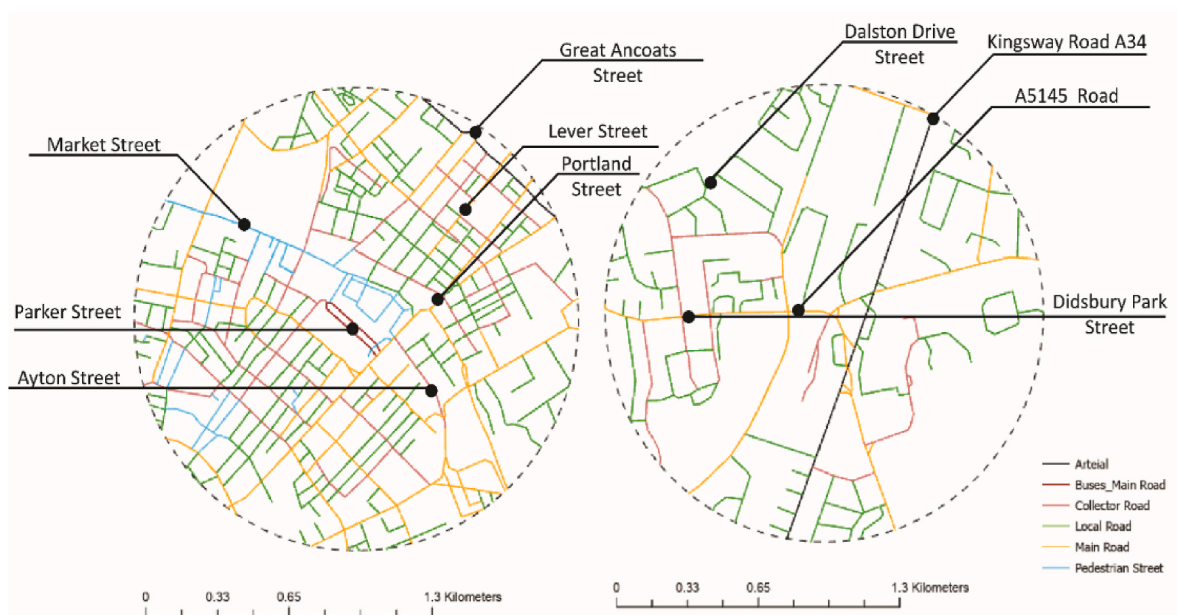 Dalston Drive
Street
Kingsway Road A34
Great Ancoats
Street
A5145 Road
Market Street
Lever Street
Portland
Street
Parker Street
Didsbury Park
Street
Ayton Street
Arteial
Buses_Main Road
Collector Road
Local Road
Main Road
Pedestrian Street
0 0.33 0.65 1.3 Kilometers
0 0.33 0.65 1.3 Kilometers